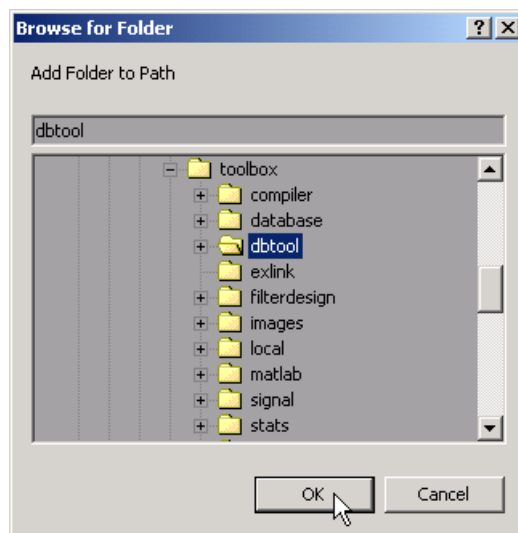 Browse for Folder
Add Folder to Path
dbtool
toolbox
compiler
database
dbtool
exlink
filterdesign
images
local
matlab
signal
stats
OK
Cancel